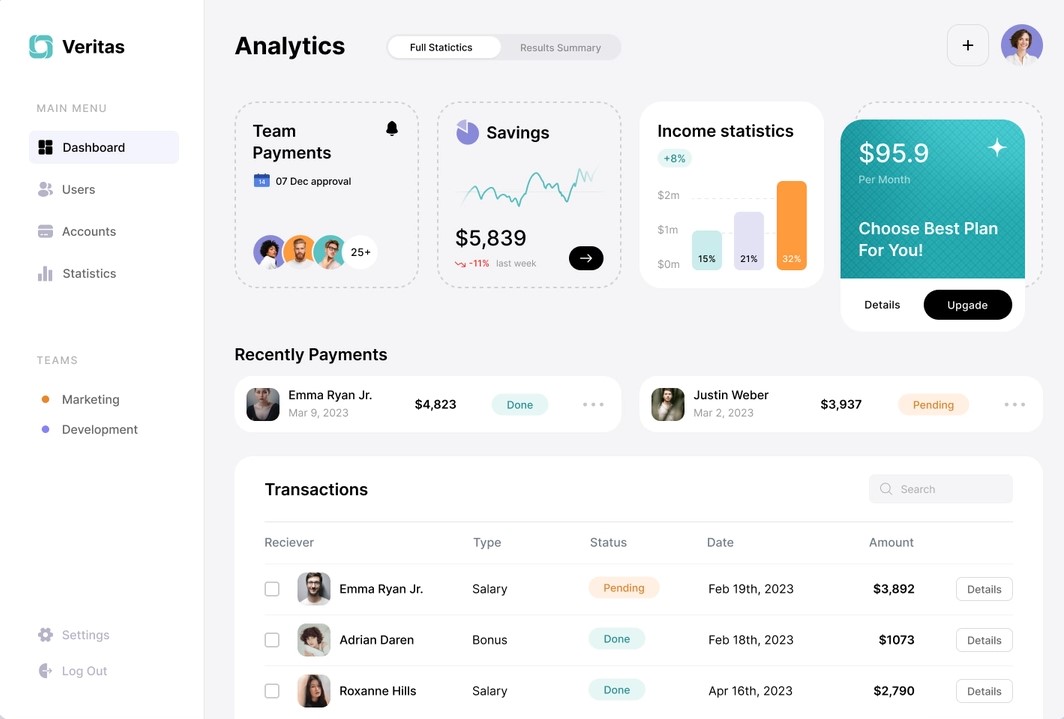 Veritas
MAIN MENU
Dashboard
Users
Accounts
Statistics
TEAMS
Marketing
Development
Settings
Log Out
Analytics
Full Statictics
Results Summary
+
Team
Payments
14
07 Dec approval
25+
Savings
$5,839
-11% last week
Income statistics
+8%
$2m
$1m
$0m
15%
21%
32%
$95.9
Per Month
Choose Best Plan
For You!
Details
Upgade
Recently Payments
Emma Ryan Jr.
Mar 9, 2023
$4,823
Done
Justin Weber
Mar 2, 2023
$3,937
Pending
Transactions
Search
Reciever Type Status Date Amount
Emma Ryan Jr. Salary Pending Feb 19th, 2023 $3,892 Details
Adrian Daren Bonus Done Feb 18th, 2023 $1073 Details
Roxanne Hills Salary Done Apr 16th, 2023 $2,790 Details